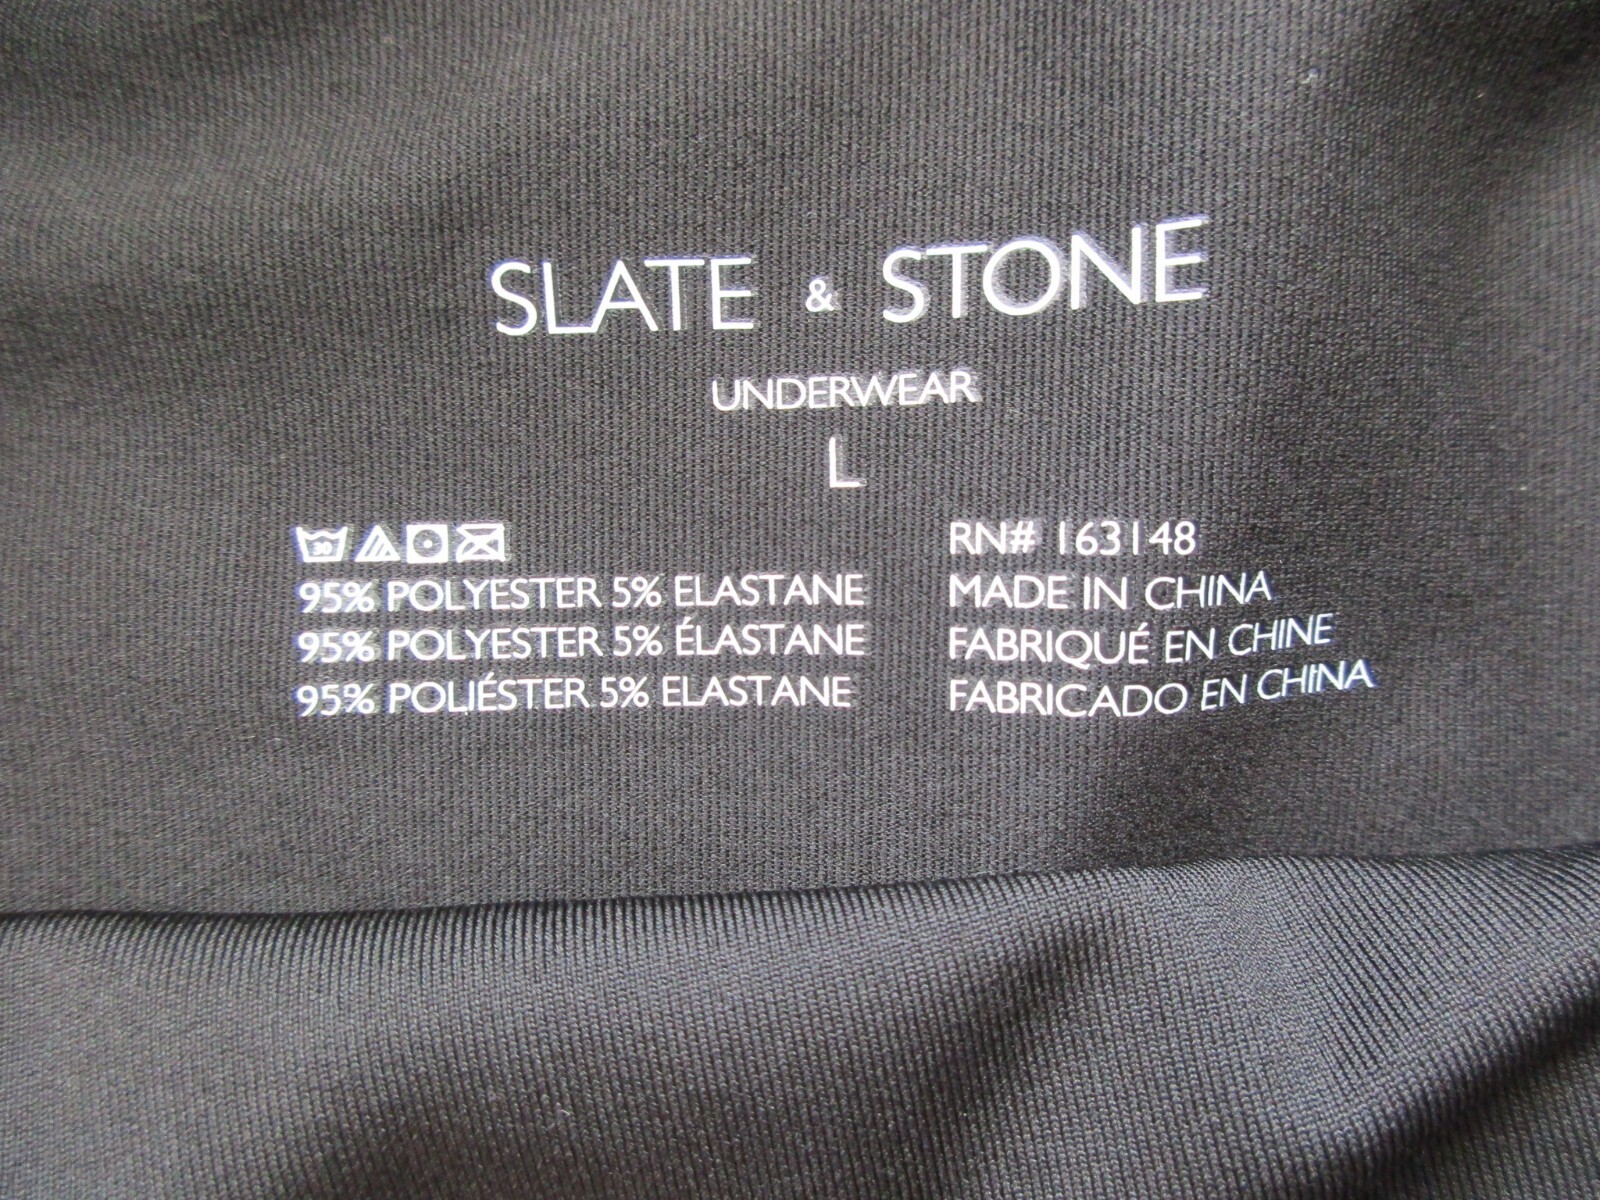 SLATE & STONE
UNDERWEAR
L
30
95% POLYESTER 5% ELASTANE
95% POLYESTER 5% ÉLASTANE
95% POLIÉSTER 5% ELASTANE
RN# 163148
MADE IN CHINA
FABRIQUÉ EN CHINE
FABRICADO EN CHINA